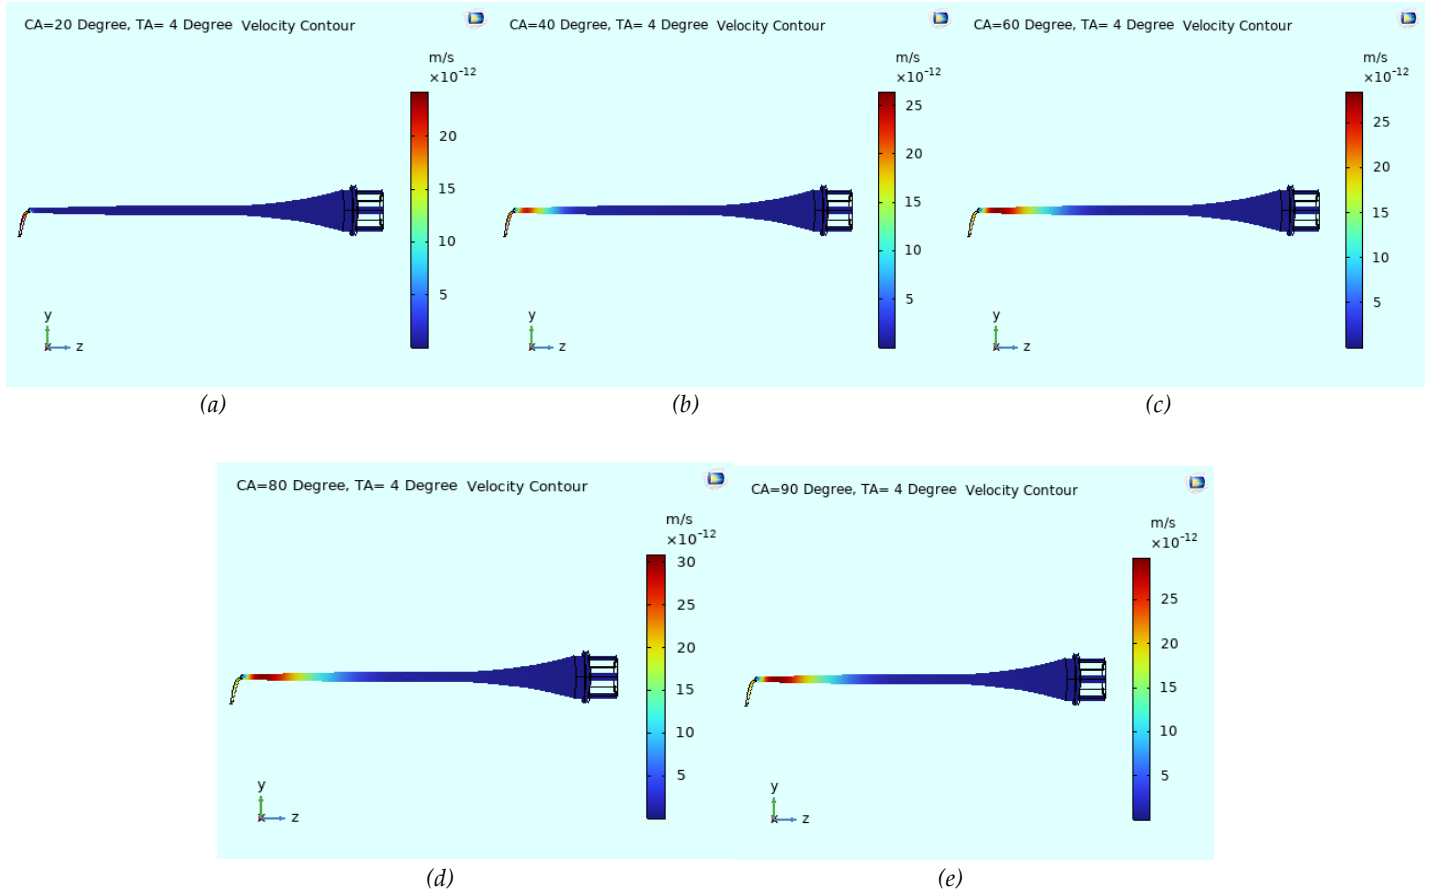 CA=20 Degree, TA= 4 Degree Velocity Contour
m/s
×10⁻¹²
20
15
10
5
y
z
(a)
CA=40 Degree, TA= 4 Degree Velocity Contour
m/s
×10⁻¹²
25
20
15
10
5
y
z
(b)
CA=60 Degree, TA= 4 Degree Velocity Contour
m/s
×10⁻¹²
25
20
15
10
5
y
z
(c)
CA=80 Degree, TA= 4 Degree Velocity Contour
m/s
×10⁻¹²
30
25
20
15
10
5
y
z
(d)
CA=90 Degree, TA= 4 Degree Velocity Contour
m/s
×10⁻¹²
25
20
15
10
5
y
z
(e)